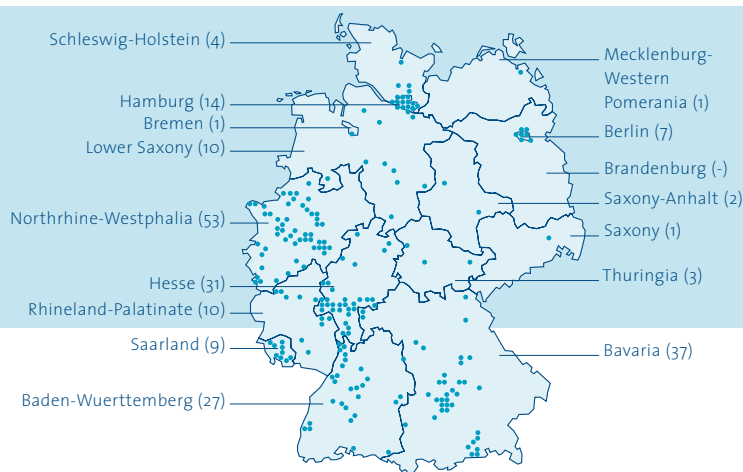 Schleswig-Holstein (4)
Hamburg (14)
Bremen (1)
Lower Saxony (10)
Northrhine-Westphalia (53)
Hesse (31)
Rhineland-Palatinate (10)
Saarland (9)
Baden-Wuerttemberg (27)
Mecklenburg-
Western
Pomerania (1)
Berlin (7)
Brandenburg (-)
Saxony-Anhalt (2)
Saxony (1)
Thuringia (3)
Bavaria (37)